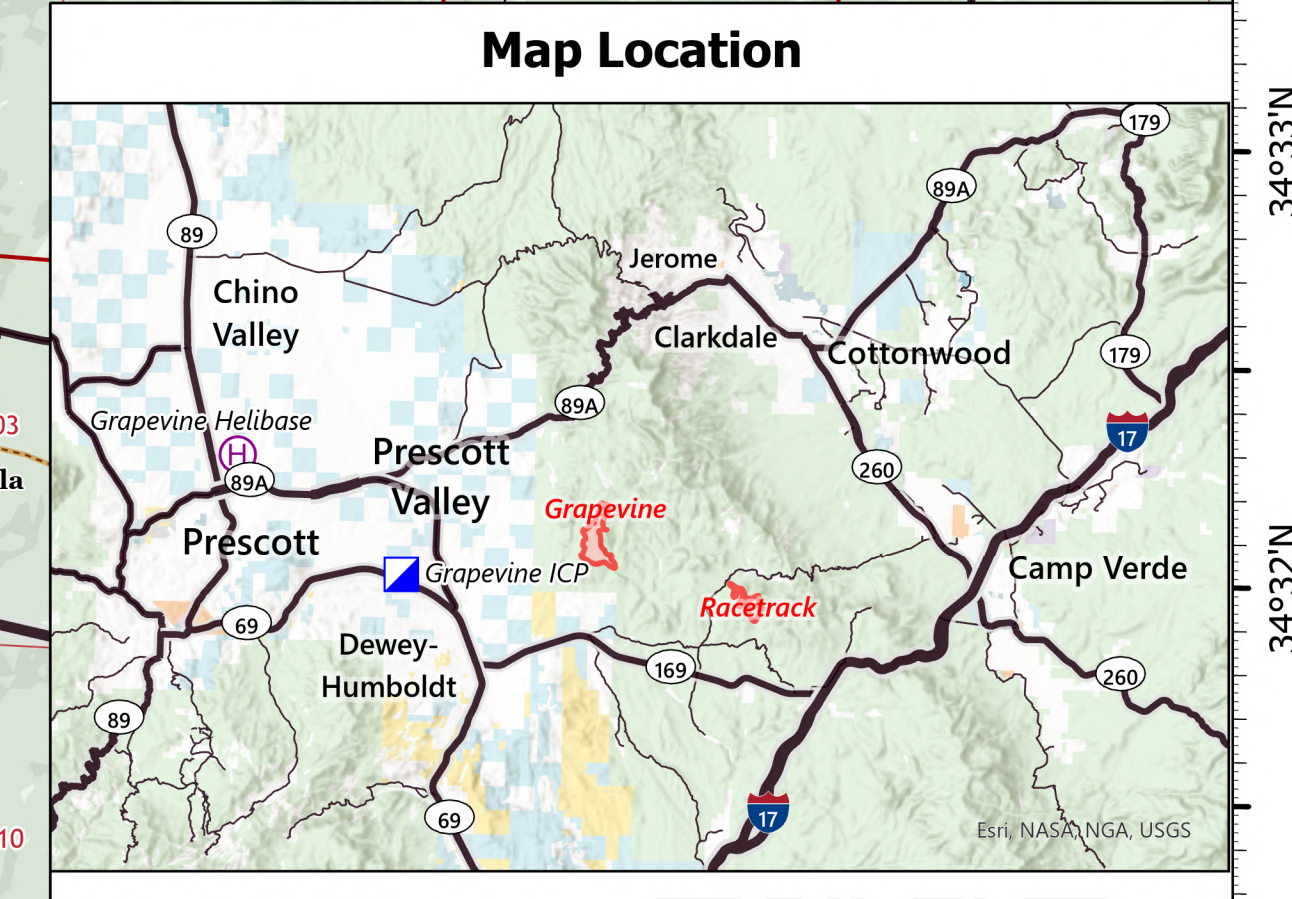 Map Location
179
89A
89
Jerome
Chino
Valley
Clarkdale
Cottonwood
179
89A
Grapevine Helibase
H
17
Prescott
Valley
89A
260
Grapevine
Prescott
Grapevine ICP
Camp Verde
Racetrack
69
Dewey-
Humboldt
169
260
89
69
17
Esri, NASA, NGA, USGS
34°33'N
34°32'N
03
la
10